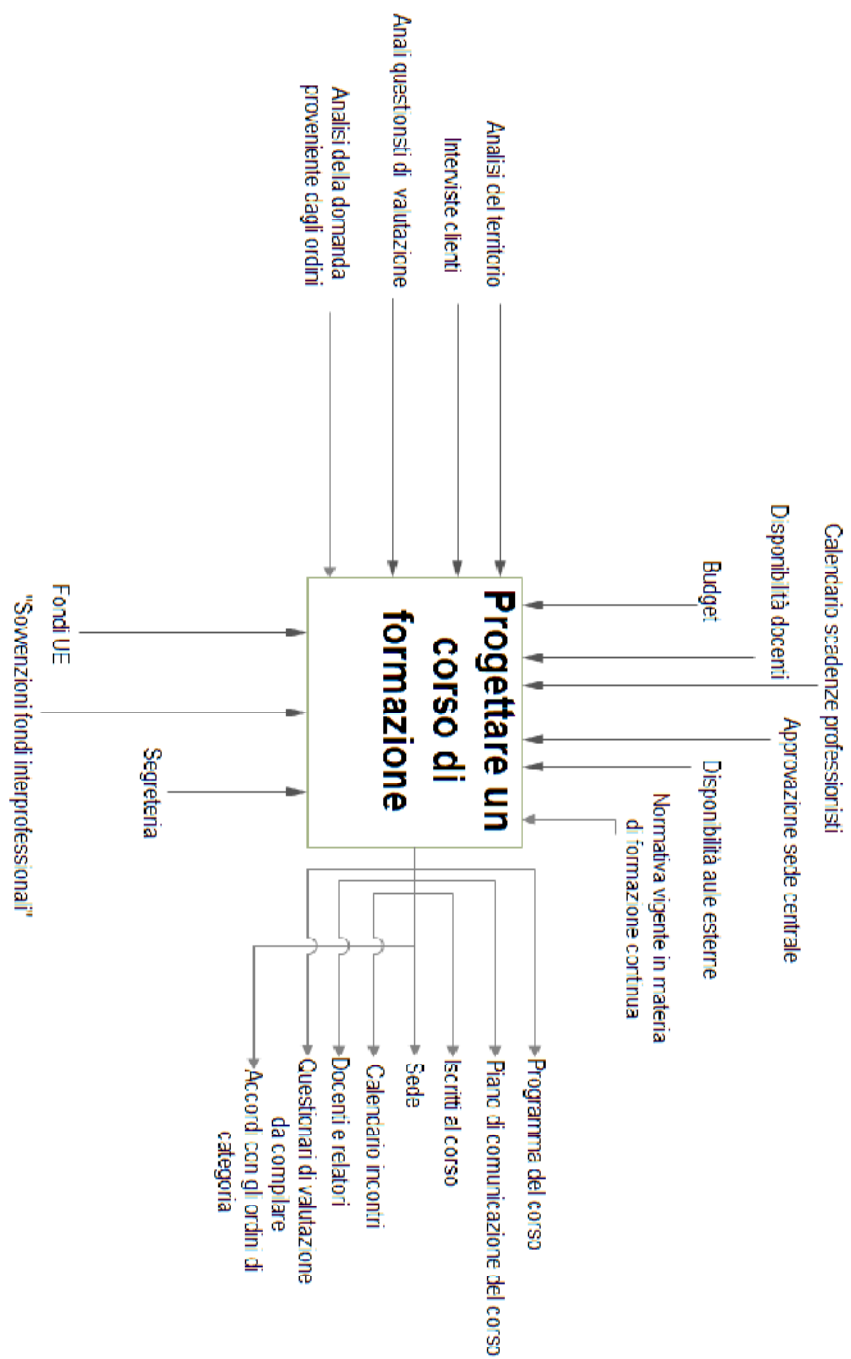 Calendario scadenze professionisti
Approvazione sede centrale
Disponibilità docenti
Budget
Disponibilità aule esterne
Normativa vigente in materia
di formazione continua
Analisi del territorio
Interviste clienti
Anali questionsti di valutazione
Analisi della domanda
proveniente dagli ordini
Progettare un
corso di
formazione
Programma del corso
Piano di comunicazione del corso
Iscritti al corso
Sede
Calendario incontri
Docenti e relatori
Questionari di valutazione
da compilare
Accordi con gli ordini di
categoria
Segreteria
Fondi UE
"Sovvenzioni fondi interprofessionali"